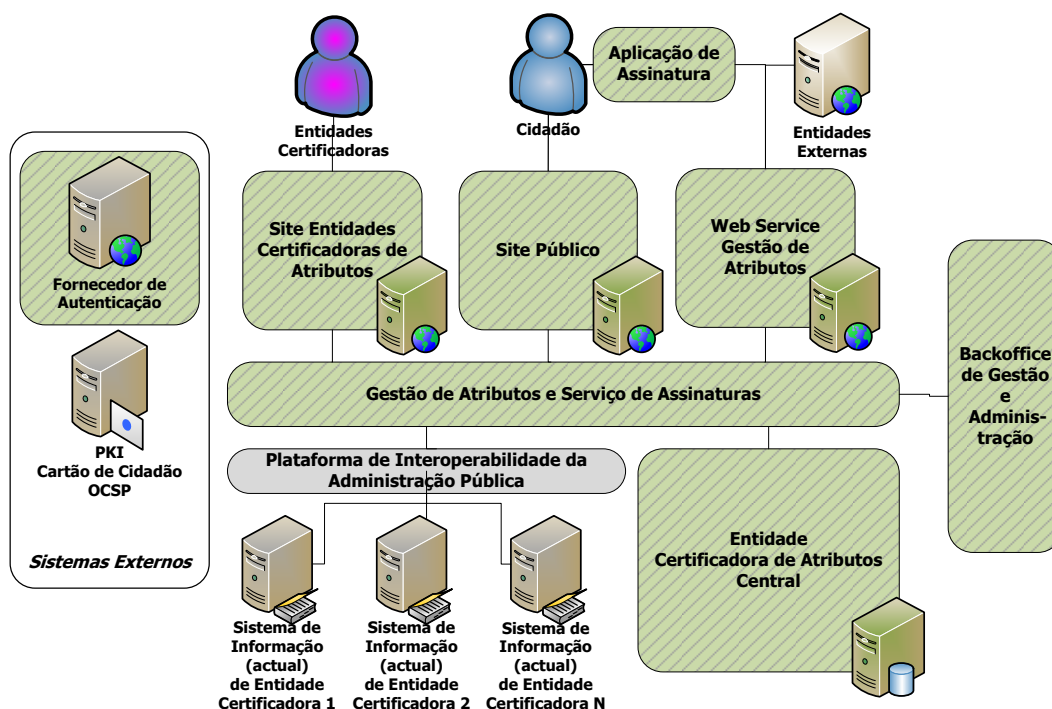 Aplicação de
Assinatura
Entidades
Certificadoras
Cidadão
Entidades
Externas
Fornecedor de
Autenticação
PKI
Cartão de Cidadão
OCSP
Sistemas Externos
Site Entidades
Certificadoras de
Atributos
Site Público
Web Service
Gestão de
Atributos
Backoffice
de Gestão
e
Adminis-
tração
Gestão de Atributos e Serviço de Assinaturas
Plataforma de Interoperabilidade da
Administração Pública
Entidade
Certificadora de Atributos
Central
Sistema de
Informação
(actual)
de Entidade
Certificadora 1
Sistema de
Informação
(actual)
de Entidade
Certificadora 2
Sistema de
Informação
(actual)
de Entidade
Certificadora N